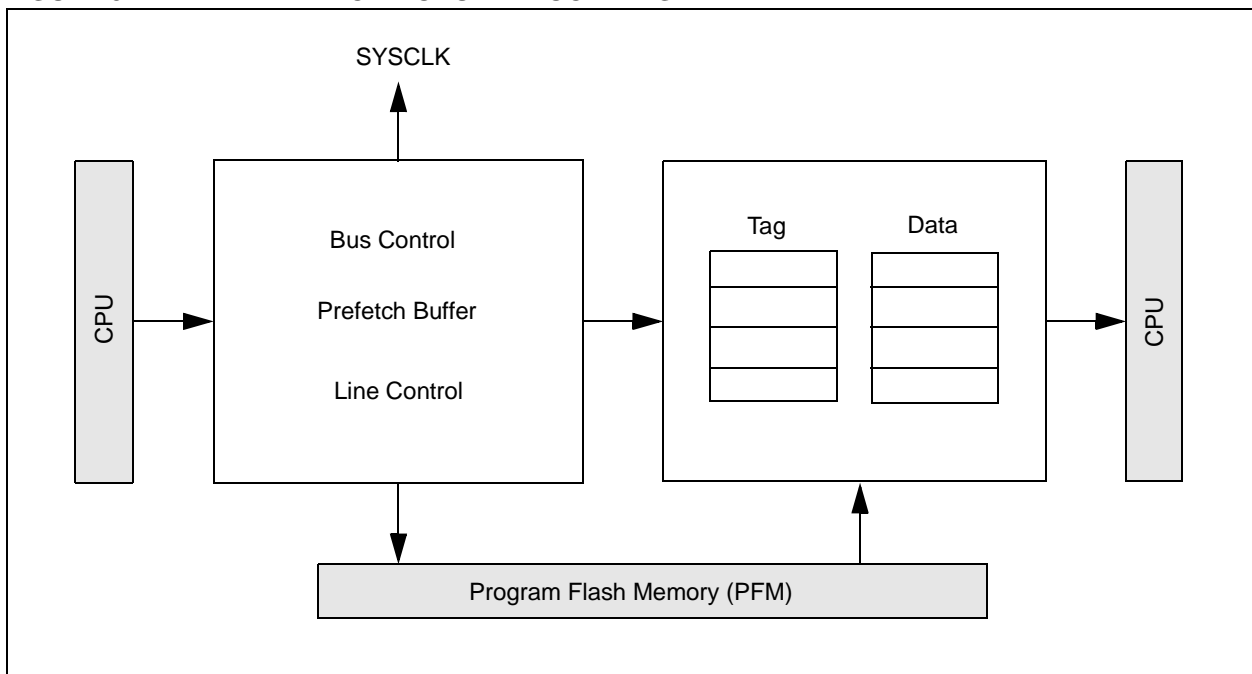 SYSCLK
CPU
Bus Control
Prefetch Buffer
Line Control
Tag
Data
CPU
Program Flash Memory (PFM)